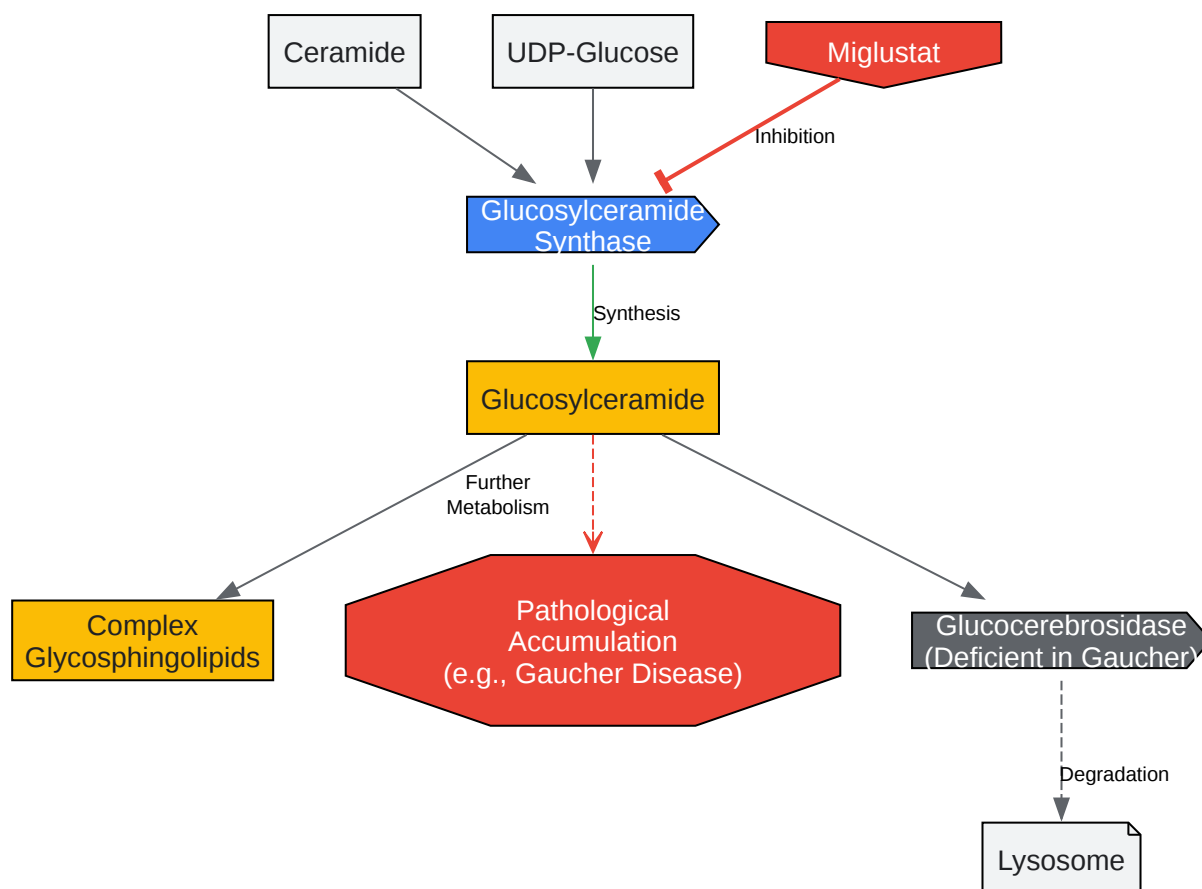 Ceramide
UDP-Glucose
Miglustat
Inhibition
Glucosylceramide
Synthase
Synthesis
Glucosylceramide
Further
Metabolism
Complex
Glycosphingolipids
Pathological
Accumulation
(e.g., Gaucher Disease)
Glucocerebrosidase
(Deficient in Gaucher)
Degradation
Lysosome